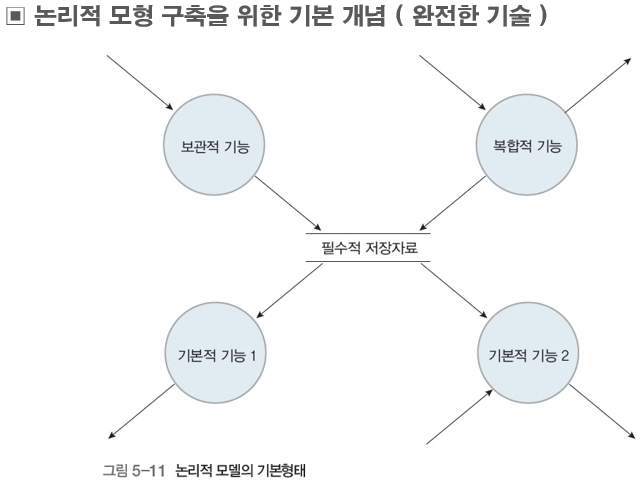 ▣ 논리적 모형 구축을 위한 기본 개념 ( 완전한 기술 )
보관적 기능
복합적 기능
필수적 저장자료
기본적 기능 1
기본적 기능 2
그림 5-11 논리적 모델의 기본형태